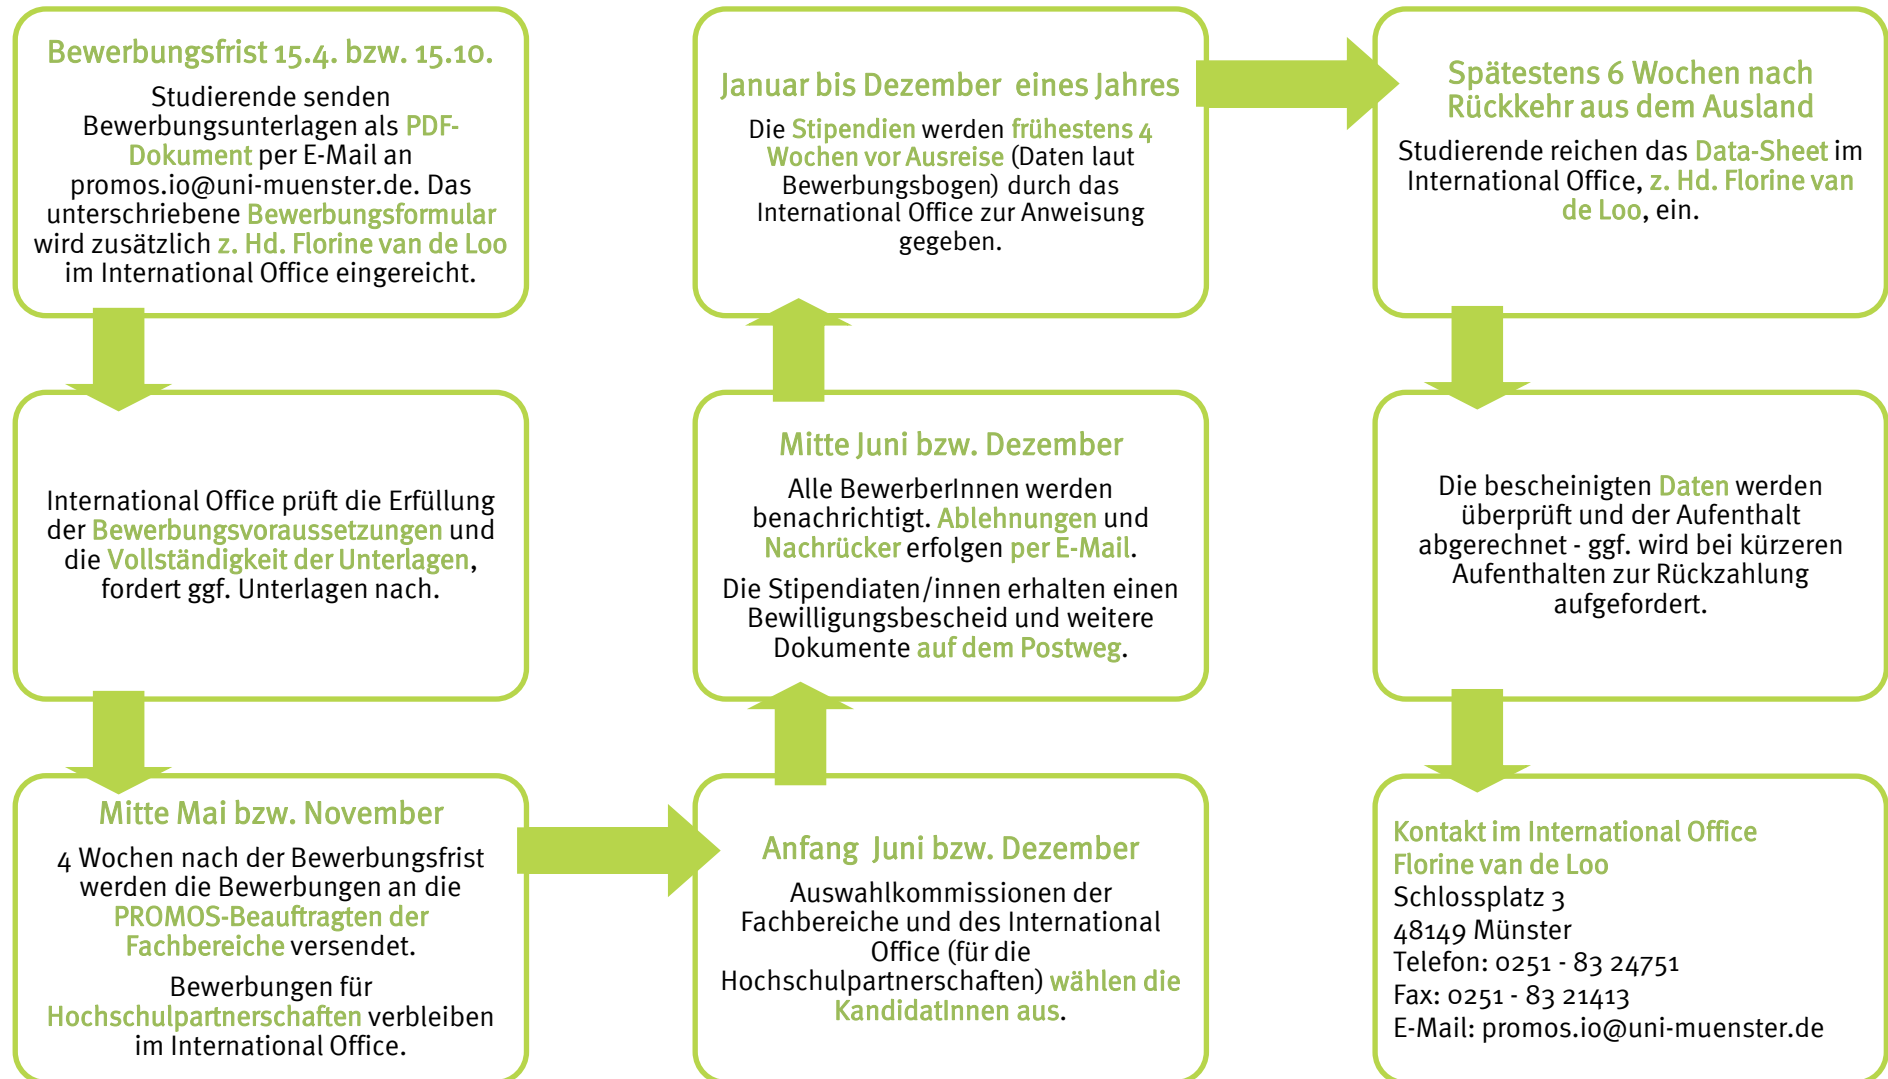 Bewerbungsfrist 15.4. bzw. 15.10.
Studierende senden
Bewerbungsunterlagen als PDF-
Dokument per E-Mail an
promos.io@uni-muenster.de. Das
unterschriebene Bewerbungsformular
wird zusätzlich z. Hd. Florine van de Loo
im International Office eingereicht.
International Office prüft die Erfüllung
der Bewerbungsvoraussetzungen und
die Vollständigkeit der Unterlagen,
fordert ggf. Unterlagen nach.
Mitte Mai bzw. November
4 Wochen nach der Bewerbungsfrist
werden die Bewerbungen an die
PROMOS-Beauftragten der
Fachbereiche versendet.
Bewerbungen für
Hochschulpartnerschaften verbleiben
im International Office.
Anfang Juni bzw. Dezember
Auswahlkommissionen der
Fachbereiche und des International
Office (für die
Hochschulpartnerschaften) wählen die
KandidatInnen aus.
Mitte Juni bzw. Dezember
Alle BewerberInnen werden
benachrichtigt. Ablehnungen und
Nachrücker erfolgen per E-Mail.
Die Stipendiaten/innen erhalten einen
Bewilligungsbescheid und weitere
Dokumente auf dem Postweg.
Januar bis Dezember eines Jahres
Die Stipendien werden frühestens 4
Wochen vor Ausreise (Daten laut
Bewerbungsbogen) durch das
International Office zur Anweisung
gegeben.
Spätestens 6 Wochen nach
Rückkehr aus dem Ausland
Studierende reichen das Data-Sheet im
International Office, z. Hd. Florine van
de Loo, ein.
Die bescheinigten Daten werden
überprüft und der Aufenthalt
abgerechnet - ggf. wird bei kürzeren
Aufenthalten zur Rückzahlung
aufgefordert.
Kontakt im International Office
Florine van de Loo
Schlossplatz 3
48149 Münster
Telefon: 0251 - 83 24751
Fax: 0251 - 83 21413
E-Mail: promos.io@uni-muenster.de